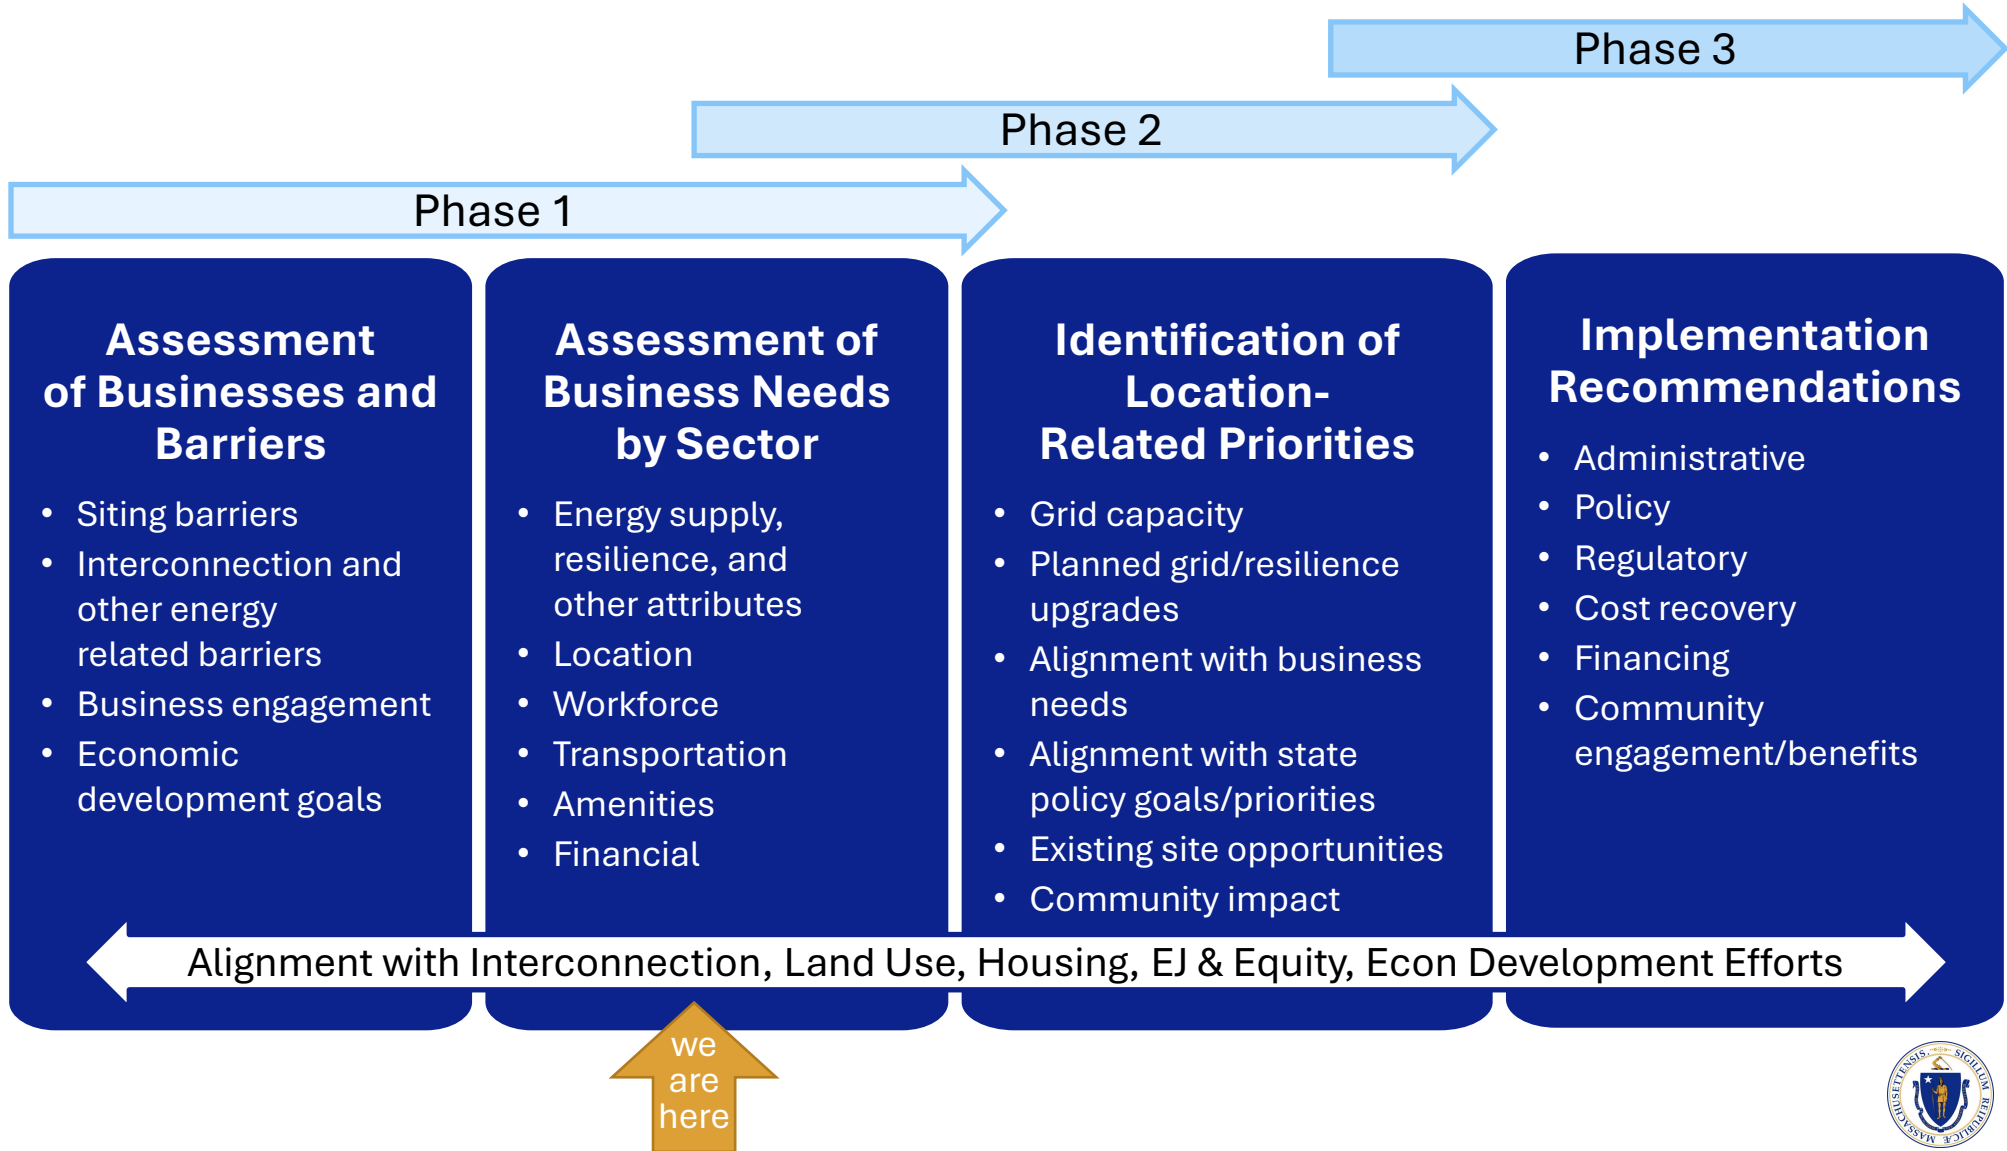 Phase 3
Phase 2
Phase 1
Assessment
of Businesses and
Barriers
• Siting barriers
• Interconnection and
other energy
related barriers
• Business engagement
• Economic
development goals
Assessment of
Business Needs
by Sector
• Energy supply,
resilience, and
other attributes
• Location
• Workforce
• Transportation
• Amenities
• Financial
Identification of
Location-
Related Priorities
• Grid capacity
• Planned grid/resilience
upgrades
• Alignment with business
needs
• Alignment with state
policy goals/priorities
• Existing site opportunities
• Community impact
Implementation
Recommendations
• Administrative
• Policy
• Regulatory
• Cost recovery
• Financing
• Community
engagement/benefits
Alignment with Interconnection, Land Use, Housing, EJ & Equity, Econ Development Efforts
we
are
here
SIGILLUM REIPUBLICÆ MASSACHUSETTENSIS.